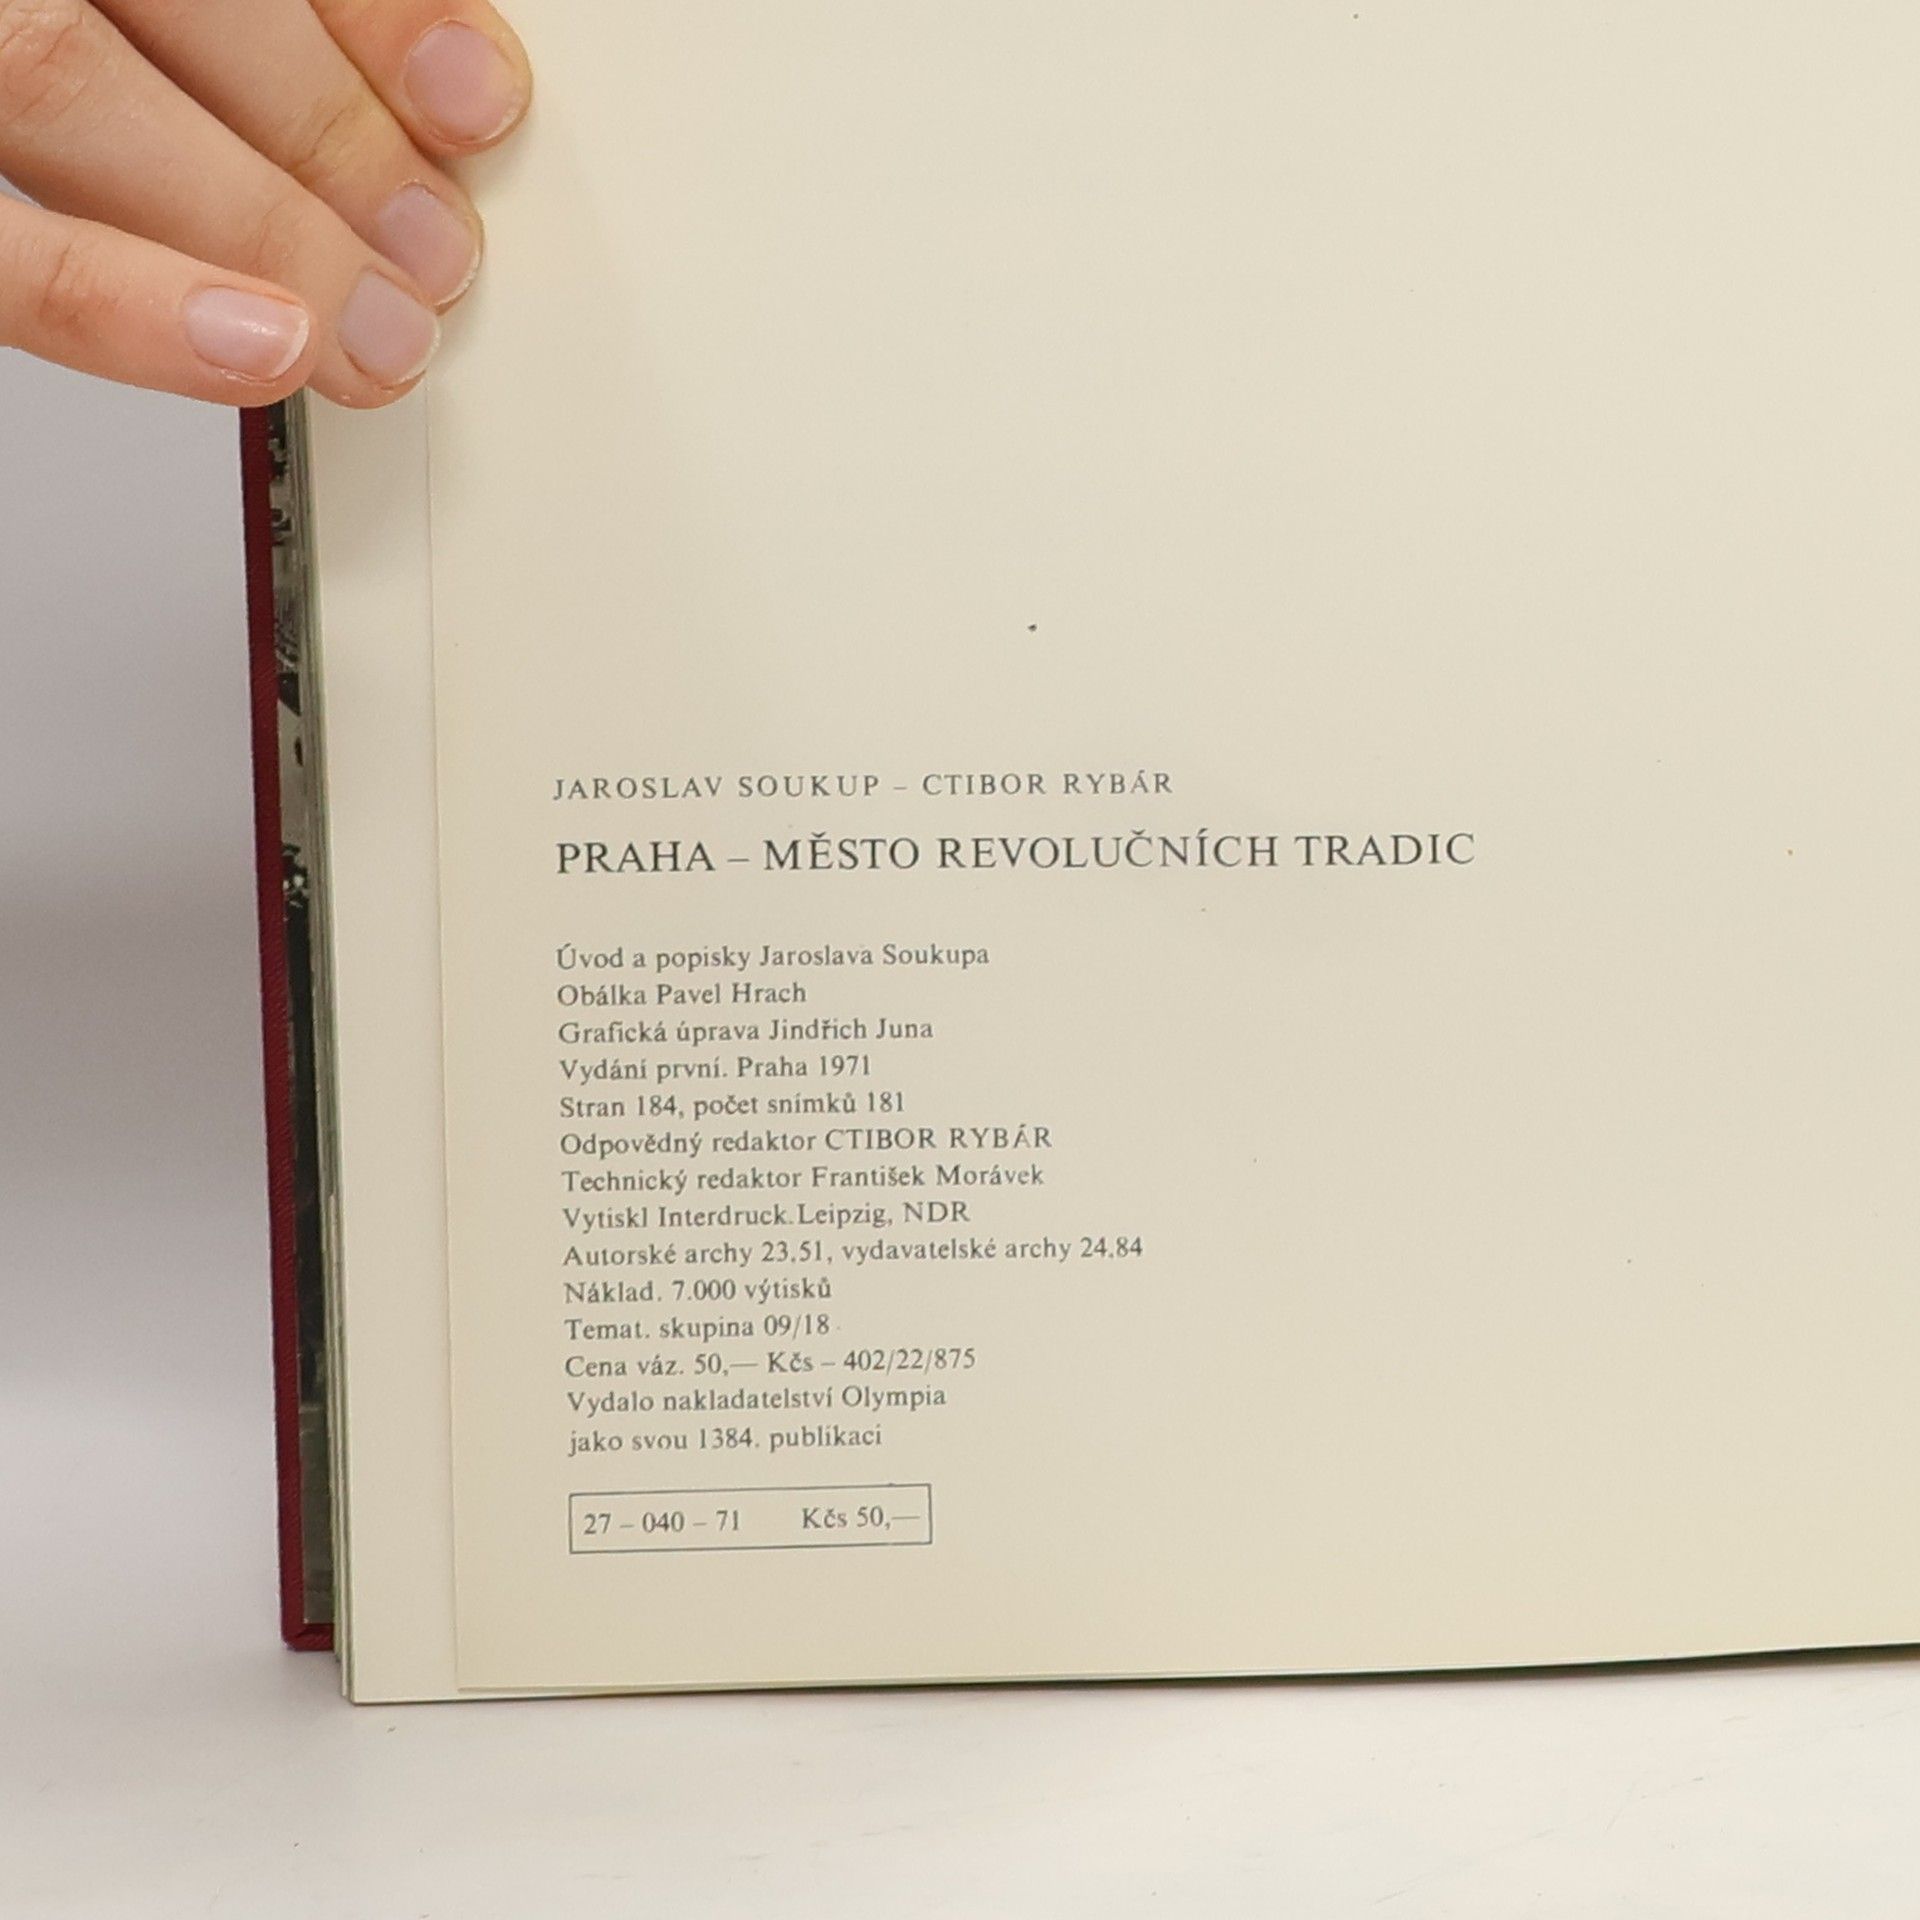 JAROSLAV SOUKUP – CTIBOR RYBÁR
PRAHA – MĚSTO REVOLUČNÍCH TRADIC
Úvod a popisky Jaroslava Soukupa
Obálka Pavel Hrach
Grafická úprava Jindřich Juna
Vydání první. Praha 1971
Stran 184, počet snímků 181
Odpovědný redaktor CTIBOR RYBÁR
Technický redaktor František Morávek
Vytiskl Interdruck.Leipzig, NDR
Autorské archy 23.51, vydavatelské archy 24.84
Náklad. 7.000 výtisků
Temat. skupina 09/18
Cena váz. 50,— Kčs – 402/22/875
Vydalo nakladatelství Olympia
jako svou 1384. publikaci
27 – 040 – 71 Kčs 50,—